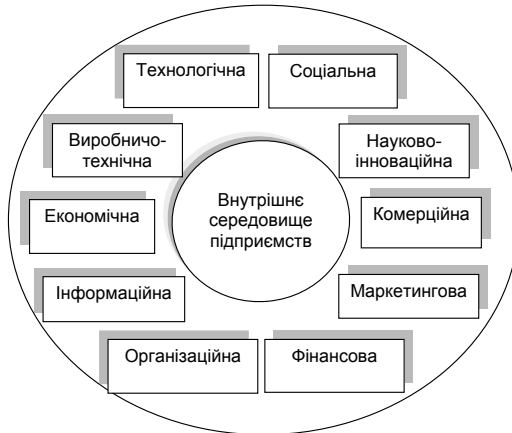 Технологічна
Соціальна
Виробничо-
технічна
Науково-
інноваційна
Внутрішнє
середовище
підприємств
Економічна
Комерційна
Інформаційна
Маркетингова
Організаційна
Фінансова